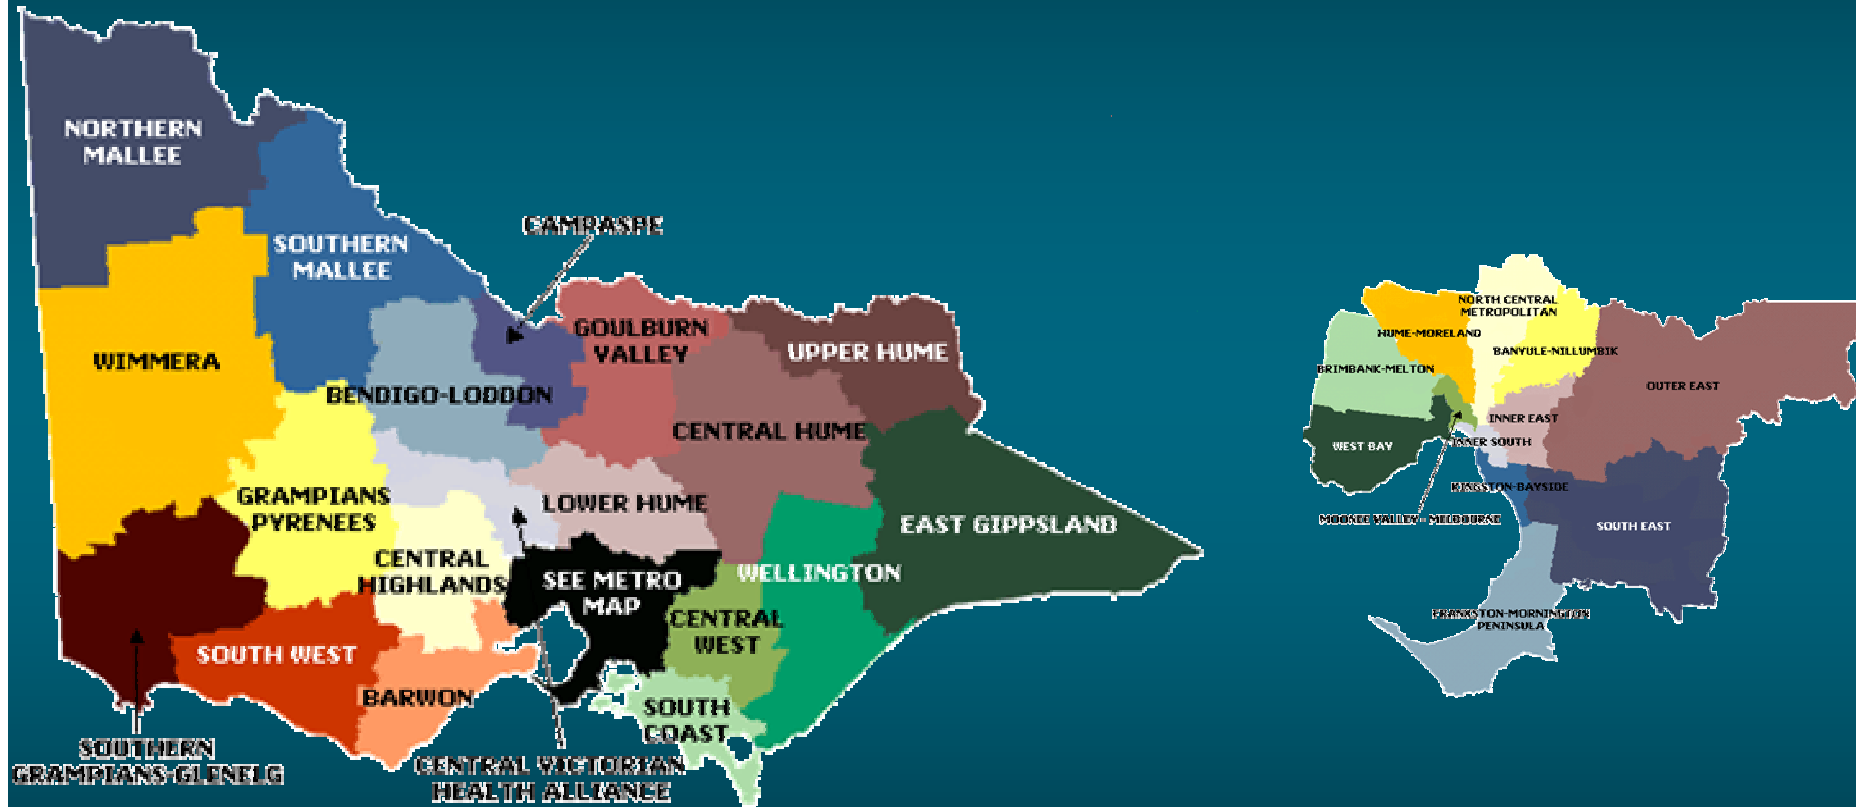 NORTHERN
MALLEE
CAMPASPE
SOUTHERN
MALLEE
GOULBURN
VALLEY
UPPER HUME
WIMMERA
BENDIGO-LODDON
CENTRAL HUME
GRAMPIANS
PYRENEES
LOWER HUME
EAST GIPPSLAND
CENTRAL
HIGHLANDS
SEE METRO
MAP
WELLINGTON
CENTRAL
WEST
SOUTH WEST
BARWON
SOUTH
COAST
SOUTHERN
GRAMPIANS-GLENELG
CENTRAL VICTORIAN
HEALTH ALLIANCE
NORTH CENTRAL
METROPOLITAN
HUME-MORELAND
BANYULE-NILLUMBIK
BRIMBANK-MELTON
OUTER EAST
INNER EAST
INNER SOUTH
WEST BAY
KINGSTON-BAYSIDE
MOONEE VALLEY - MELBOURNE
SOUTH EAST
FRANKSTON-MORNINGTON
PENINSULA